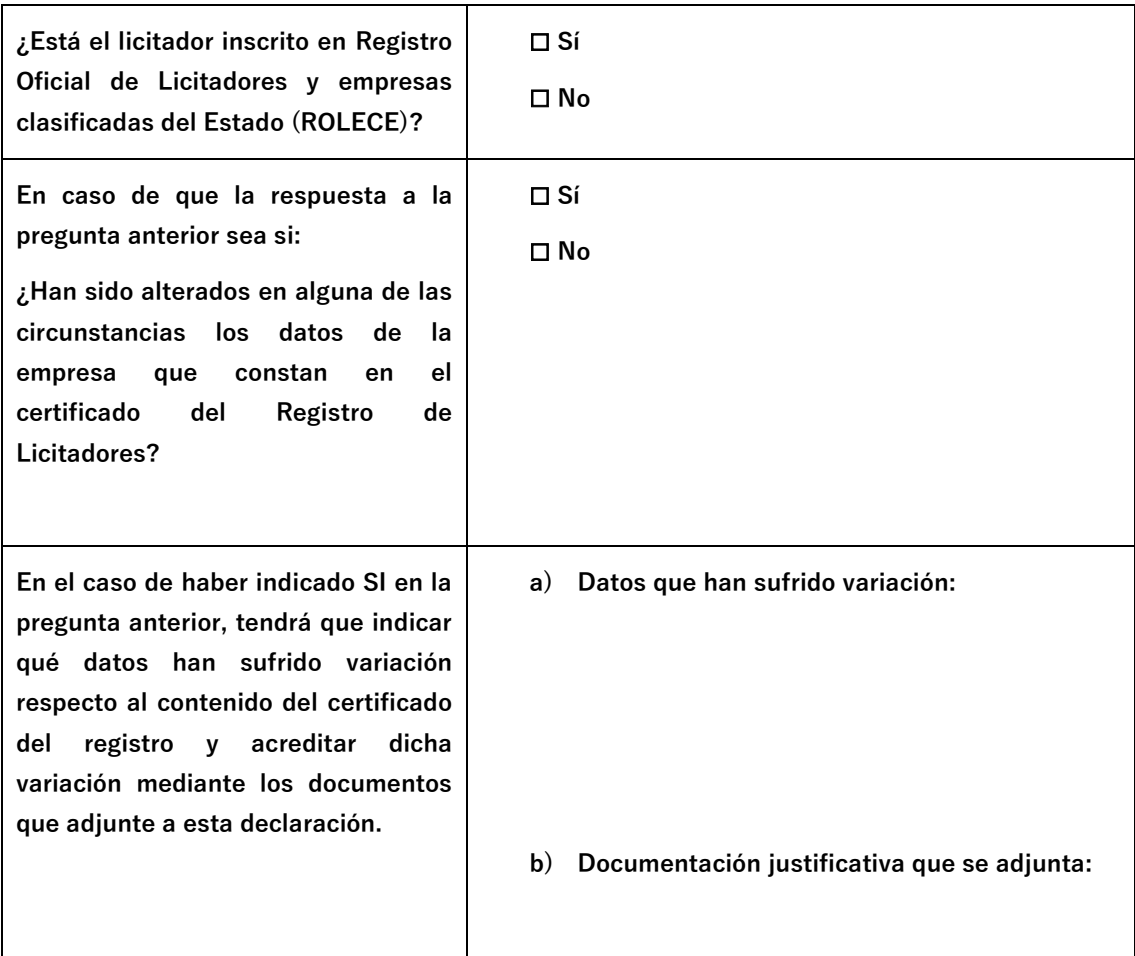 ¿Está el licitador inscrito en Registro
Oficial de Licitadores y empresas
clasificadas del Estado (ROLECE)?
☐ Sí
☐ No
En caso de que la respuesta a la
pregunta anterior sea si:
¿Han sido alterados en alguna de las
circunstancias los datos de la
empresa que constan en el
certificado del Registro de
Licitadores?
☐ Sí
☐ No
En el caso de haber indicado SI en la
pregunta anterior, tendrá que indicar
qué datos han sufrido variación
respecto al contenido del certificado
del registro y acreditar dicha
variación mediante los documentos
que adjunte a esta declaración.
a) Datos que han sufrido variación:
b) Documentación justificativa que se adjunta: